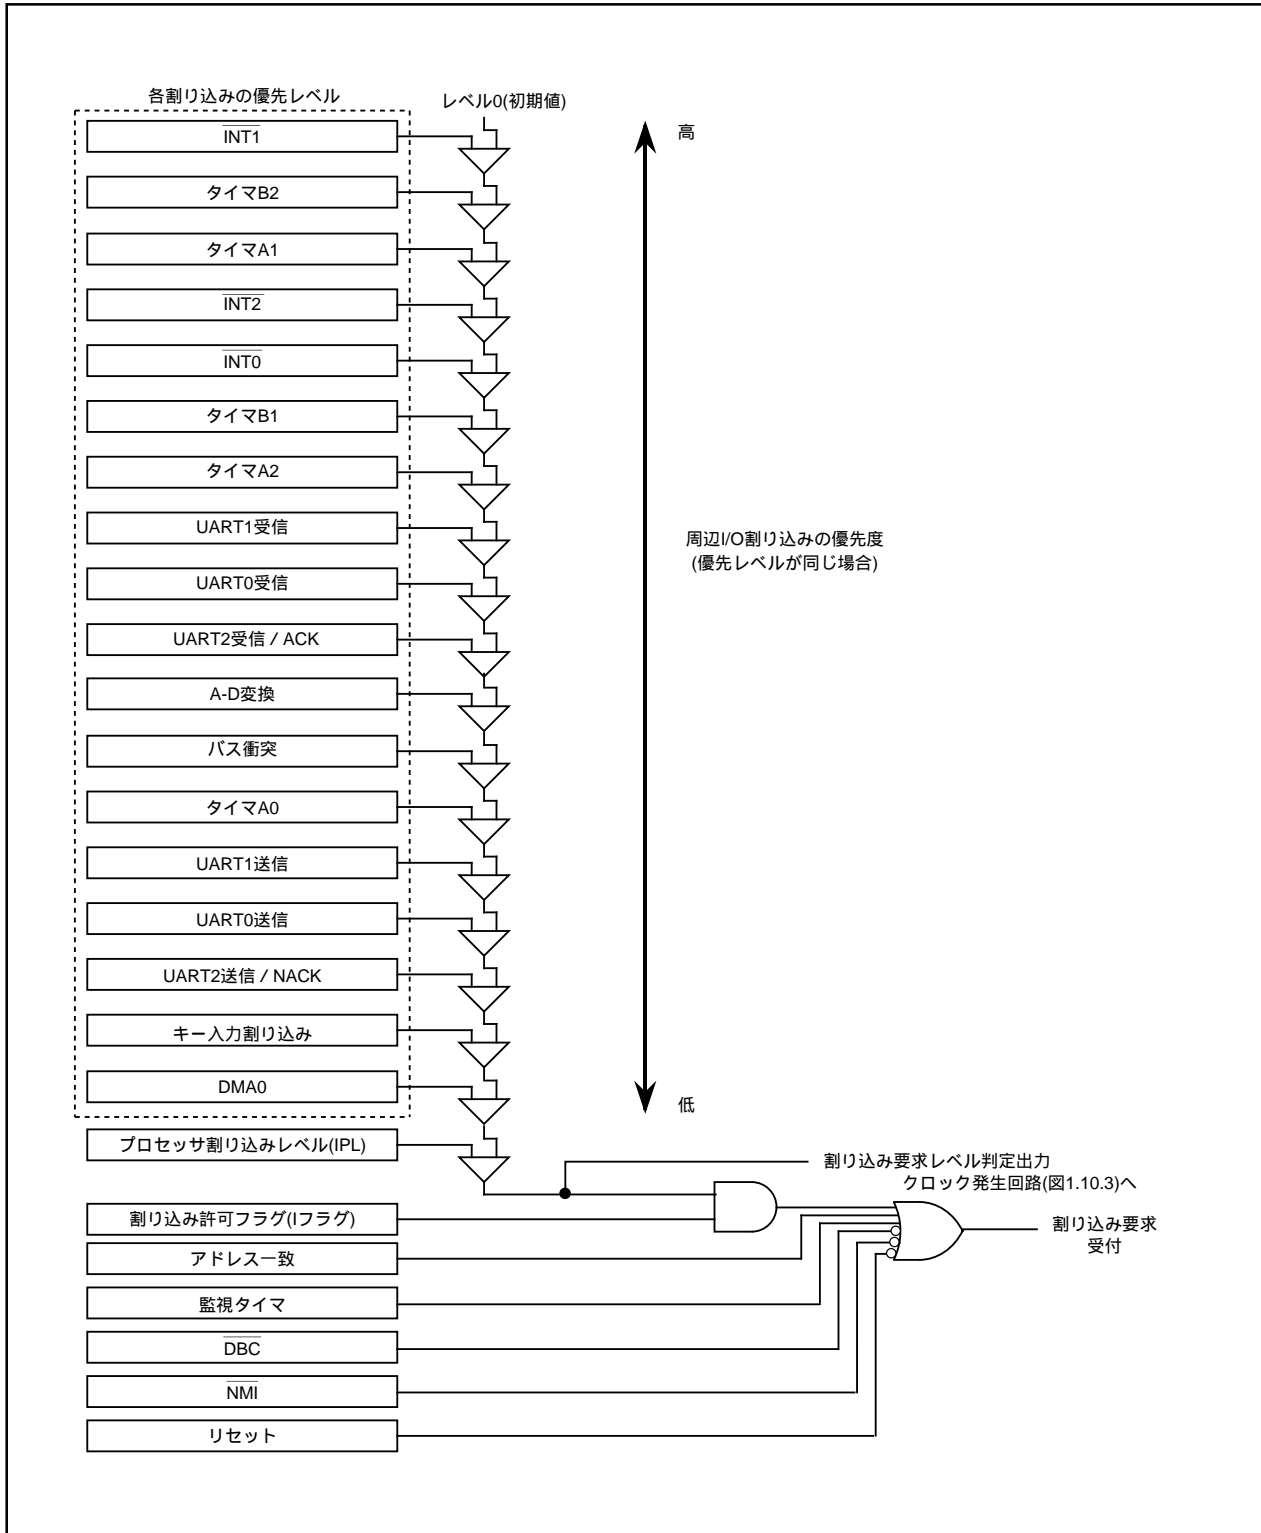 各割り込みの優先レベル
レベル0(初期値)
高
INT1
タイマB2
タイマA1
INT2
INT0
タイマB1
タイマA2
UART1受信
周辺I/O割り込みの優先度
(優先レベルが同じ場合)
UART0受信
UART2受信 / ACK
A-D変換
バス衝突
タイマA0
UART1送信
UART0送信
UART2送信 / NACK
キー入力割り込み
DMA0
低
プロセッサ割り込みレベル(IPL)
割り込み要求レベル判定出力
クロック発生回路(図1.10.3)へ
割り込み許可フラグ(Iフラグ)
割り込み要求
受付
アドレス一致
監視タイマ
DBC
NMI
リセット